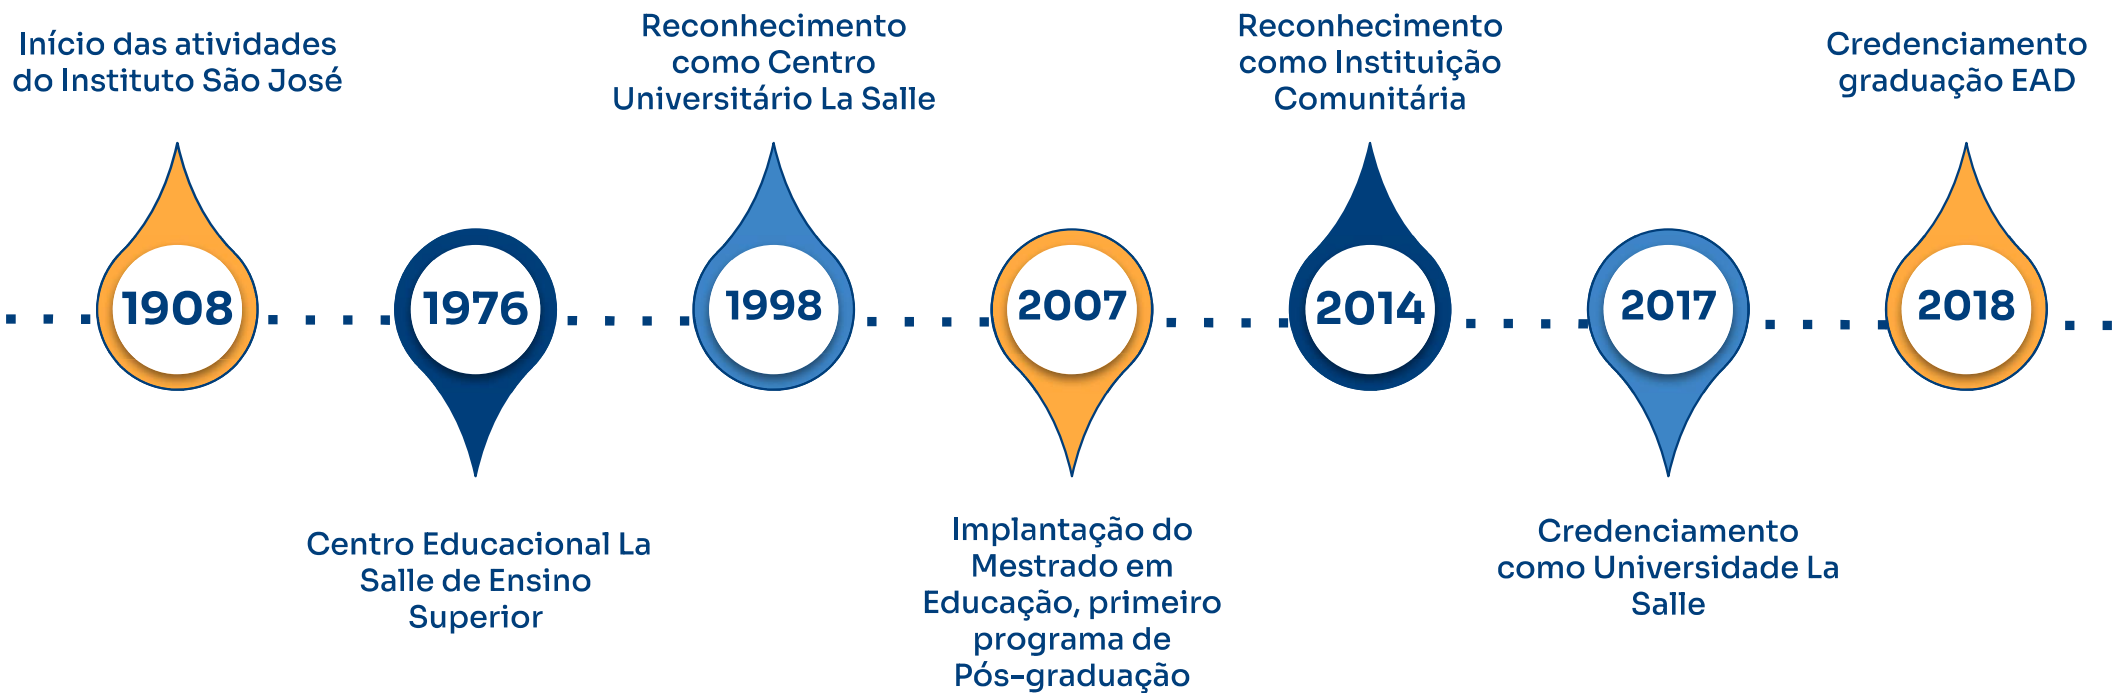 Início das atividades
do Instituto São José
1908
1976
Centro Educacional La
Salle de Ensino
Superior
Reconhecimento
como Centro
Universitário La Salle
1998
2007
Implantação do
Mestrado em
Educação, primeiro
programa de
Pós-graduação
Reconhecimento
como Instituição
Comunitária
2014
2017
Credenciamento
como Universidade La
Salle
Credenciamento
graduação EAD
2018